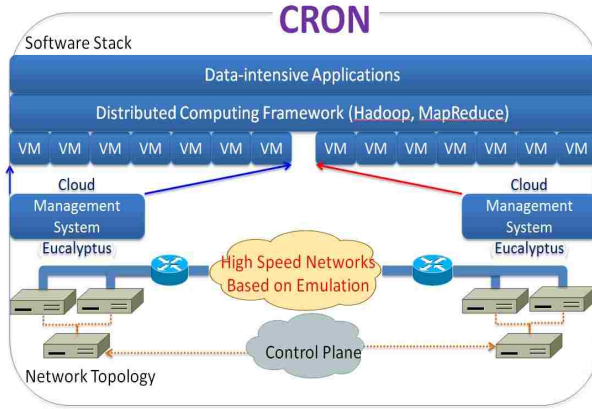 CRON
Software Stack
Data-intensive Applications
Distributed Computing Framework (Hadoop, MapReduce)
VM VM VM VM VM VM VM VM VM VM VM VM VM VM
Cloud
Management
System
Eucalyptus
Cloud
Management
System
Eucalyptus
High Speed Networks
Based on Emulation
Control Plane
Network Topology